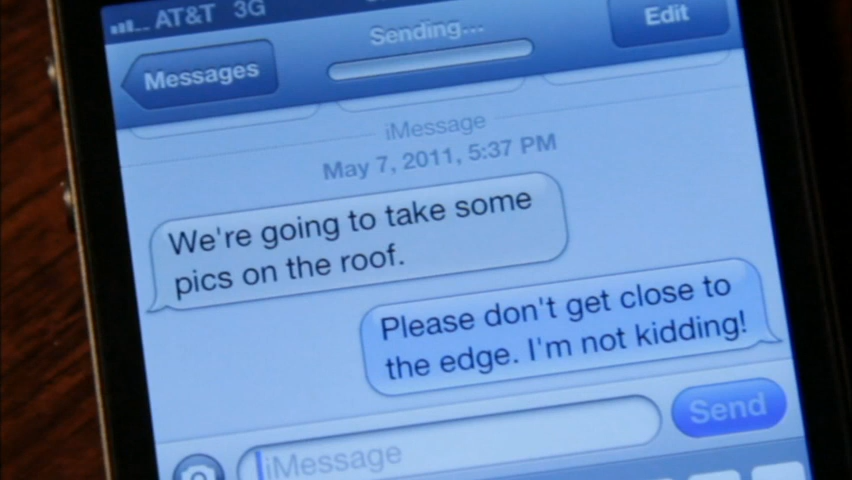 AT&T 3G
Sending...
Messages
Edit
iMessage
May 7, 2011, 5:37 PM
We're going to take some
pics on the roof.
Please don't get close to
the edge. I'm not kidding!
iMessage
Send